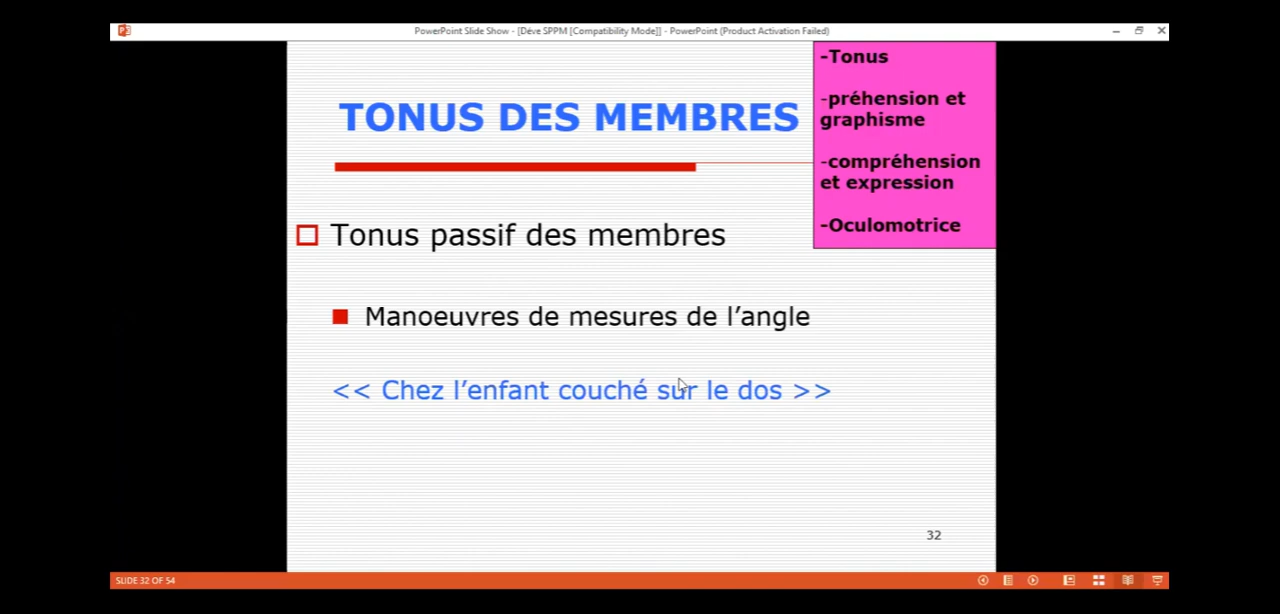 PowerPoint Slide Show - [Déve SPPM [Compatibility Mode]] - PowerPoint (Product Activation Failed)
TONUS DES MEMBRES
-Tonus
-préhension et
graphisme
-compréhension
et expression
-Oculomotrice
Tonus passif des membres
Manoeuvres de mesures de l’angle
<< Chez l’enfant couché sur le dos >>
32
SLIDE 32 OF 54